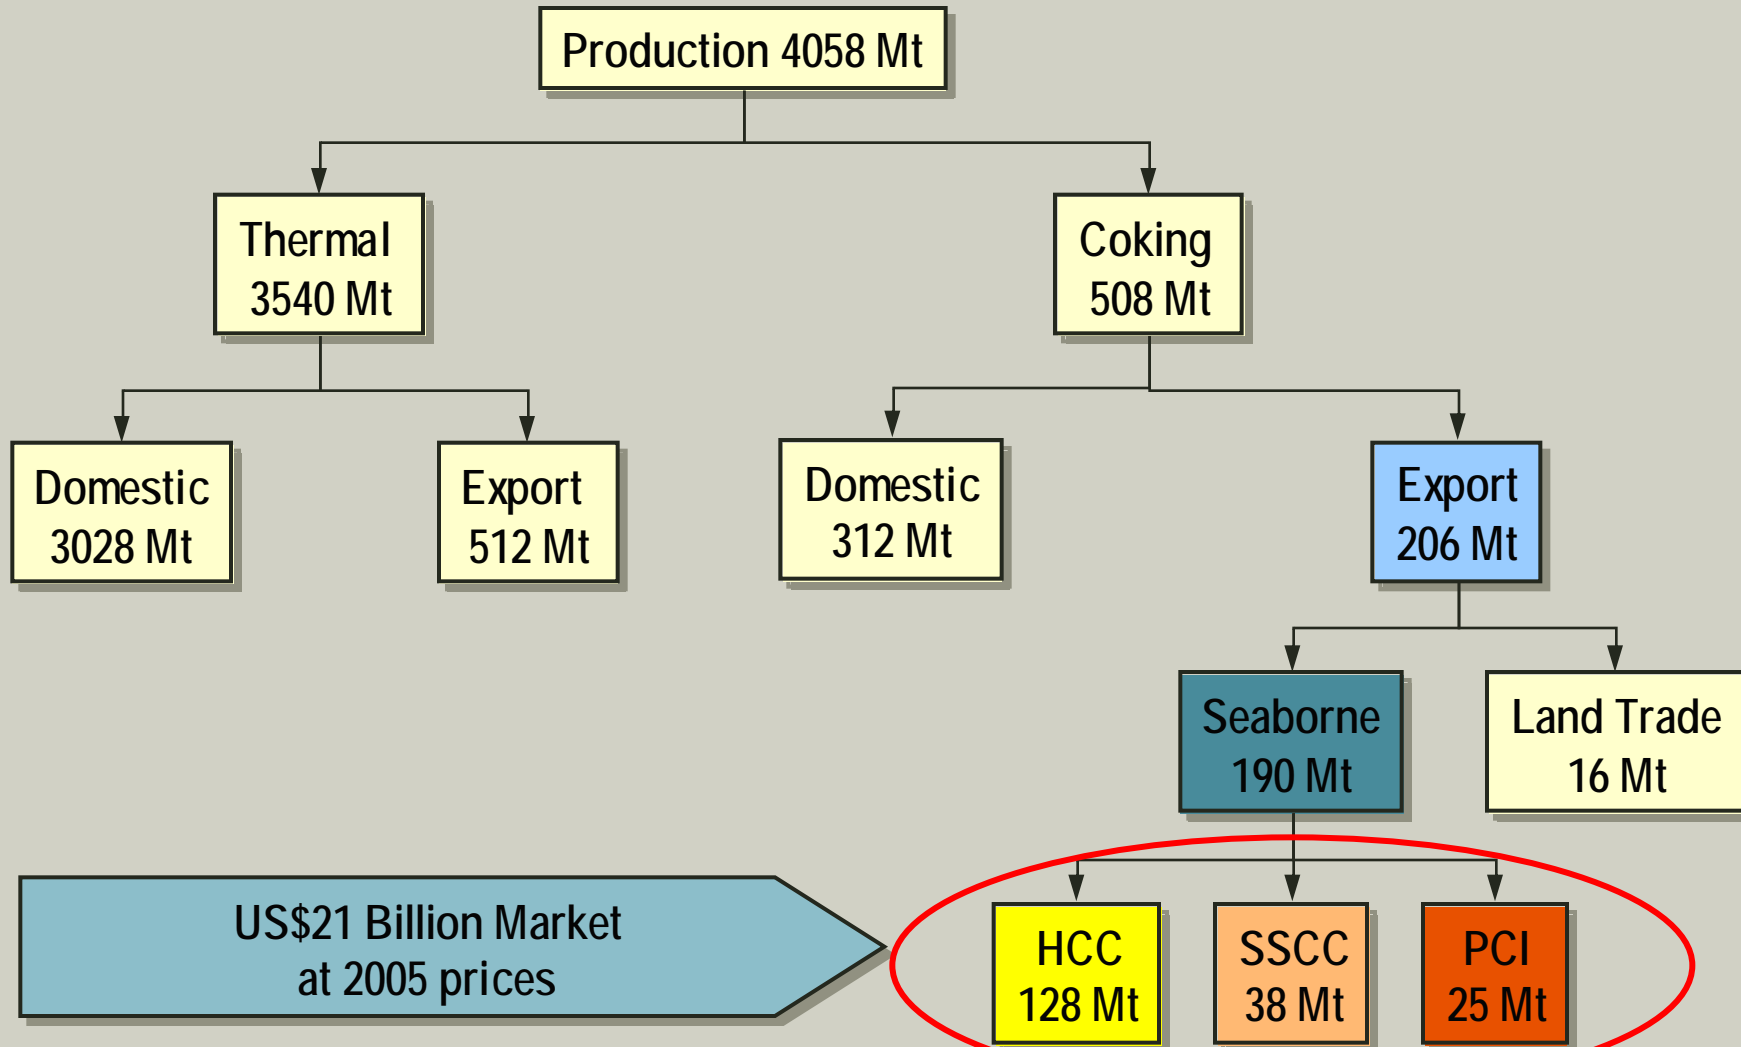 Production 4058 Mt
Thermal
3540 Mt
Coking
508 Mt
Domestic
3028 Mt
Export
512 Mt
Domestic
312 Mt
Export
206 Mt
Seaborne
190 Mt
Land Trade
16 Mt
US$21 Billion Market
at 2005 prices
HCC
128 Mt
SSCC
38 Mt
PCI
25 Mt